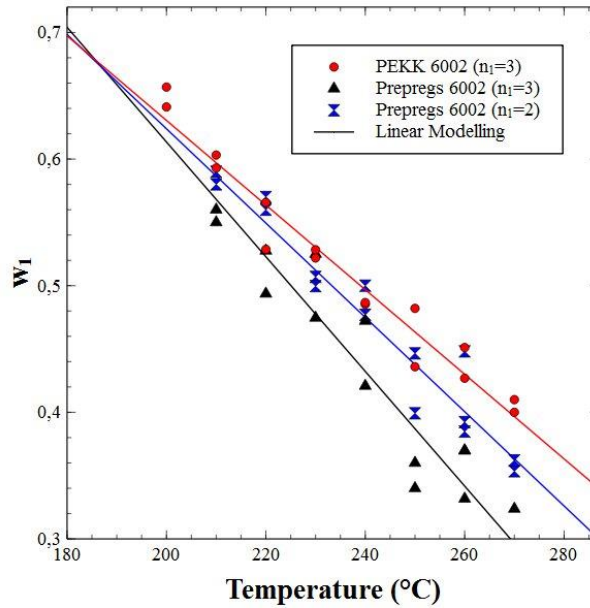 0,7
0,6
0,5
0,4
0,3
w1
PEKK 6002 (n1=3)
Prepregs 6002 (n1=3)
Prepregs 6002 (n1=2)
Linear Modelling
180 200 220 240 260 280
Temperature (°C)